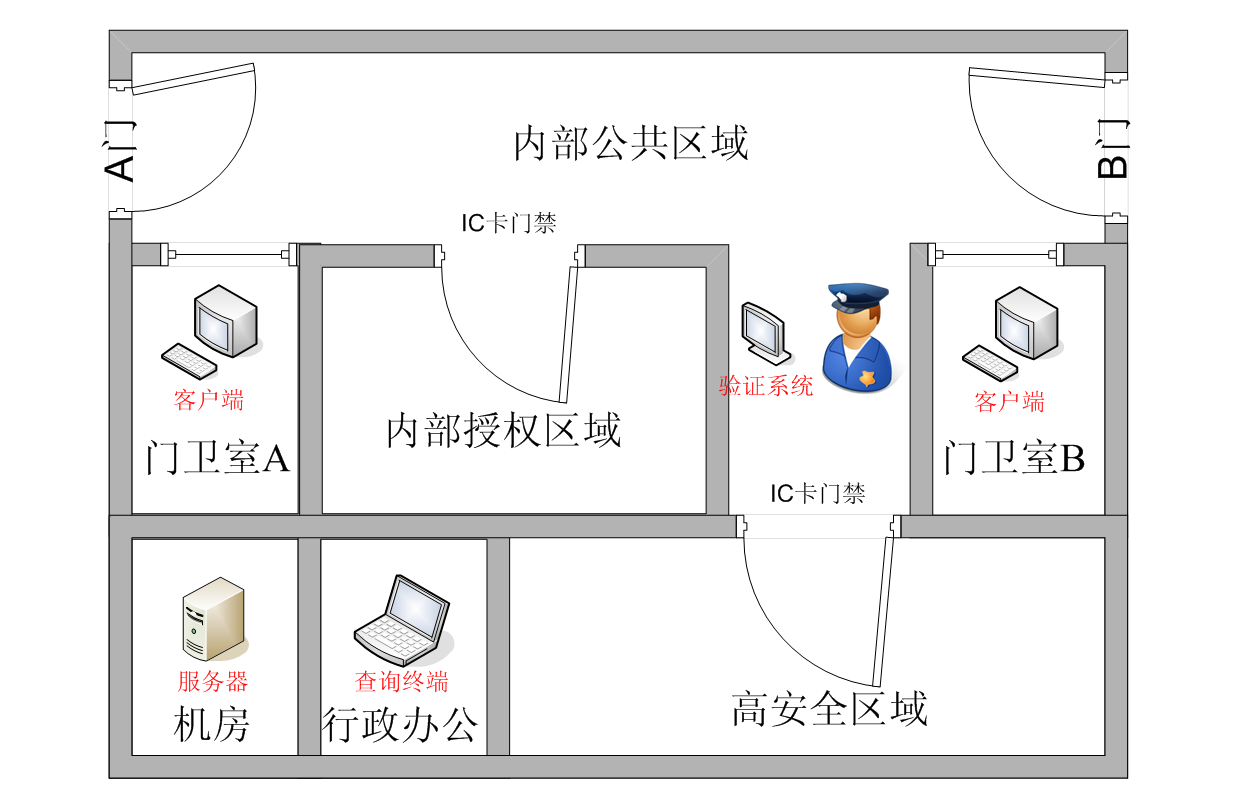 内部公共区域
A门
B门
IC卡门禁
客户端
门卫室A
内部授权区域
验证系统
客户端
门卫室B
IC卡门禁
服务器
机房
查询终端
行政办公
高安全区域